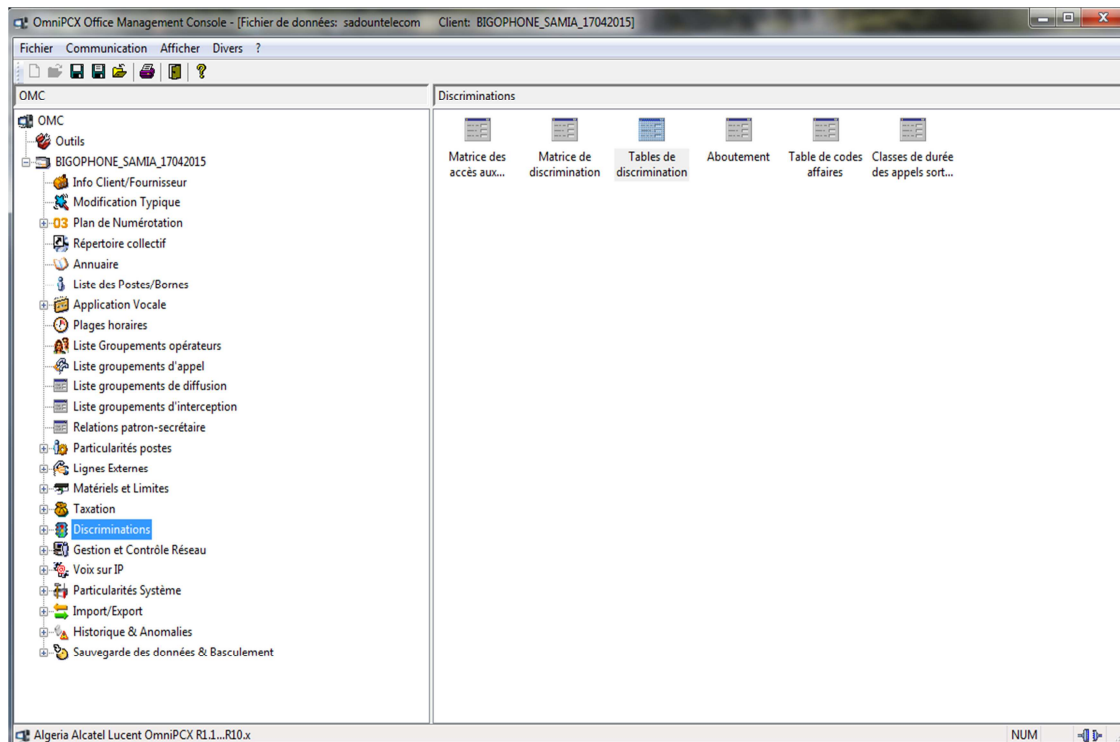 OmniPCX Office Management Console - [Fichier de données: sadountelecom Client: BIGOPHONE_SAMIA_17042015]
Fichier Communication Afficher Divers ?
OMC
OMC
Outils
BIGOPHONE_SAMIA_17042015
Info Client/Fournisseur
Modification Typique
03 Plan de Numérotation
Répertoire collectif
Annuaire
Liste des Postes/Bornes
Application Vocale
Plages horaires
Liste Groupements opérateurs
Liste groupements d'appel
Liste groupements de diffusion
Liste groupements d'interception
Relations patron-secrétaire
Particularités postes
Lignes Externes
Matériels et Limites
Taxation
Discriminations
Gestion et Contrôle Réseau
Voix sur IP
Particularités Système
Import/Export
Historique & Anomalies
Sauvegarde des données & Basculement
Discriminations
Matrice des accès aux...
Matrice de discrimination
Tables de discrimination
Aboutement
Table de codes affaires
Classes de durée des appels sort...
Algeria Alcatel Lucent OmniPCX R1.1...R10.x
NUM